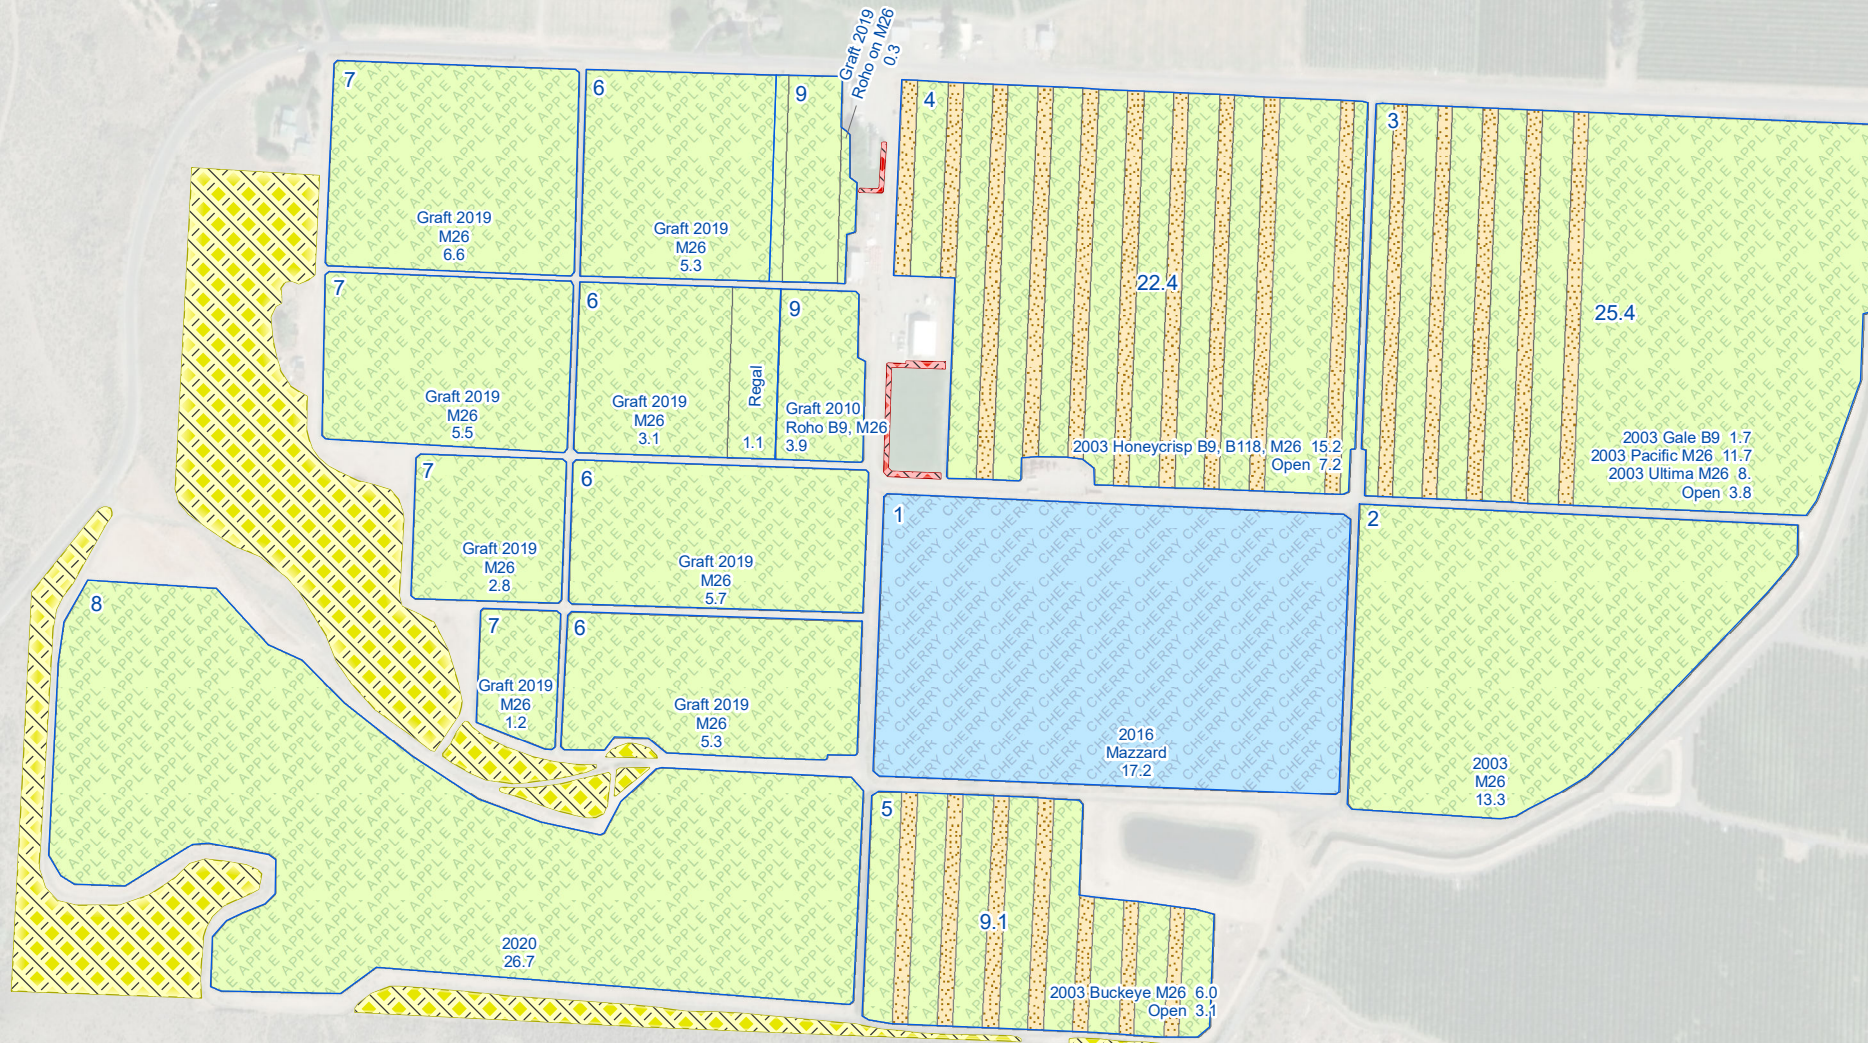 7
Graft 2019
M26
6.6
6
Graft 2019
M26
5.3
9
Graft 2019
Roho on M26
0.3
4
22.4
2003 Honeycrisp B9, B118, M26 15.2
Open 7.2
3
25.4
2003 Gale B9 1.7
2003 Pacific M26 11.7
2003 Ultima M26 8.
Open 3.8
7
Graft 2019
M26
5.5
6
Graft 2019
M26
3.1
Regal
1.1
9
Graft 2010
Roho B9, M26
3.9
7
Graft 2019
M26
2.8
6
Graft 2019
M26
5.7
1
CHERRY
2016
Mazzard
17.2
2
2003
M26
13.3
8
APPLE
2020
26.7
7
Graft 2019
M26
1.2
6
Graft 2019
M26
5.3
5
9.1
2003 Buckeye M26 6.0
Open 3.1